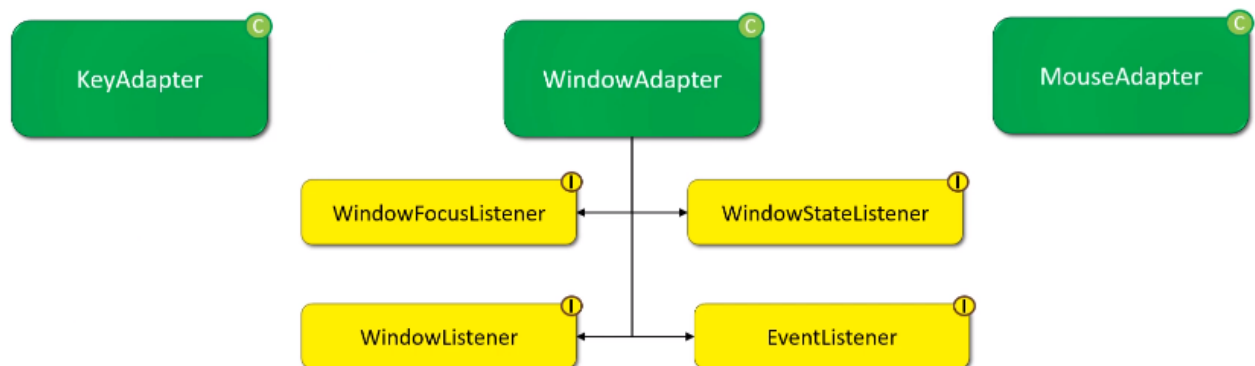 C
C
C
KeyAdapter
WindowAdapter
MouseAdapter
I
I
WindowFocusListener
WindowStateListener
I
I
WindowListener
EventListener